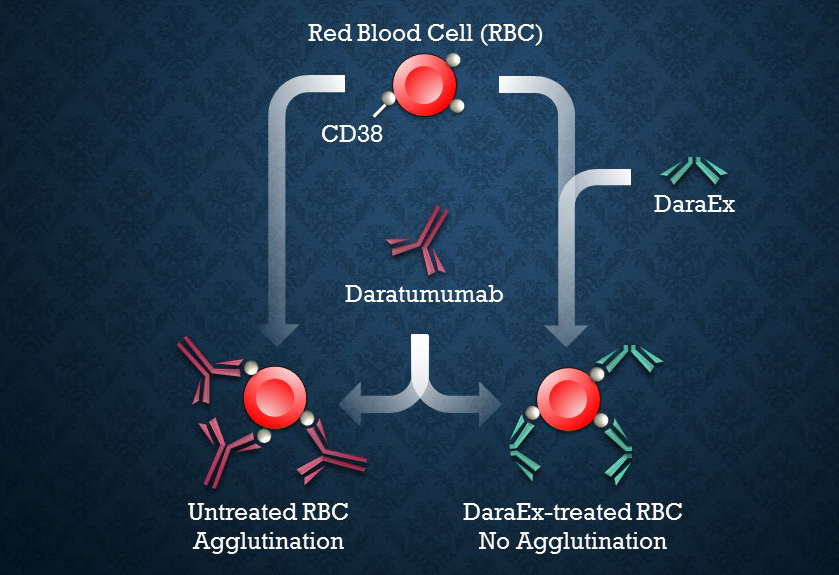 Red Blood Cell (RBC)
CD38
DaraEx
Daratumumab
Untreated RBC
Agglutination
DaraEx-treated RBC
No Agglutination